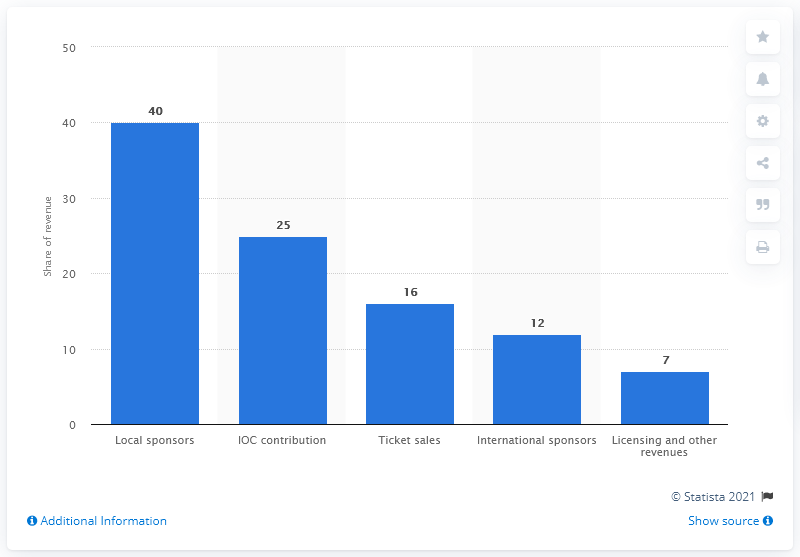 50
40
30
20
10
0
Share of revenue
40
25
16
12
7
Local sponsors
IOC contribution
Ticket sales
International sponsors
Licensing and other
revenues
© Statista 2021
Additional Information
Show source